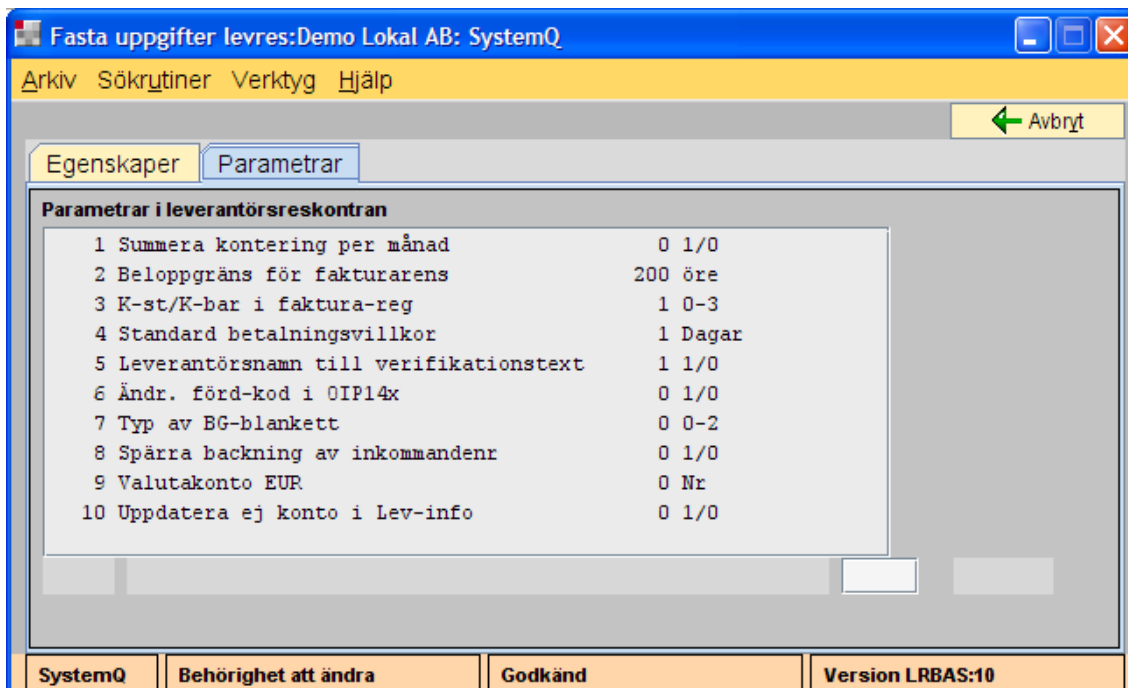 Fasta uppgifter levres:Demo Lokal AB: SystemQ
Arkiv Sökrutiner Verktyg Hjälp
Avbryt
Egenskaper Parametrar
Parametrar i leverantörsreskontran
1 Summera kontering per månad 0 1/0
2 Beloppgräns för fakturarens 200 öre
3 K-st/K-bar i faktura-reg 1 0-3
4 Standard betalningsvillkor 1 Dagar
5 Leverantörsnamn till verifikationstext 1 1/0
6 Ändr. förd-kod i OIP14x 0 1/0
7 Typ av BG-blankett 0 0-2
8 Spärra backning av inkommandenr 0 1/0
9 Valutakonto EUR 0 Nr
10 Uppdatera ej konto i Lev-info 0 1/0
SystemQ Behörighet att ändra Godkänd Version LRBAS:10